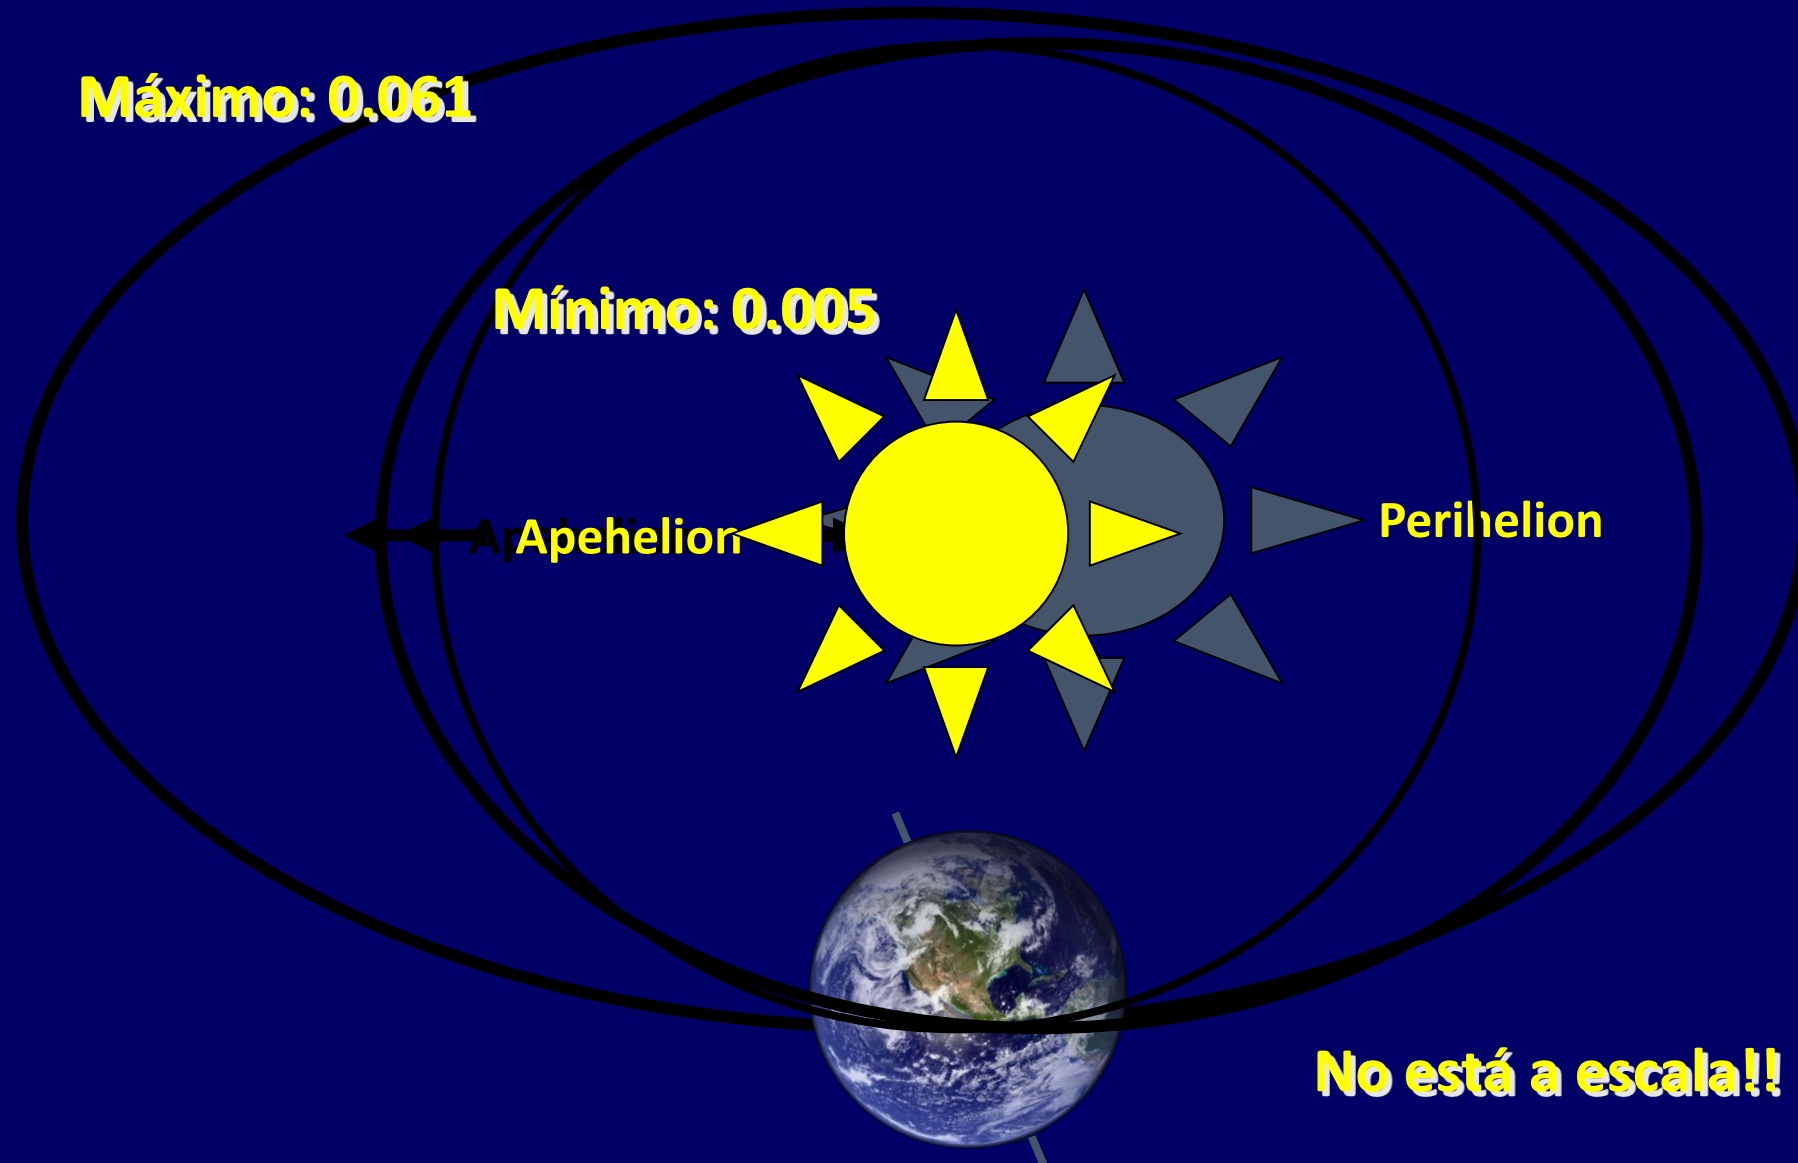 Máximo: 0.061
Mínimo: 0.005
Perihelion
Apehelion
No está a escala!!